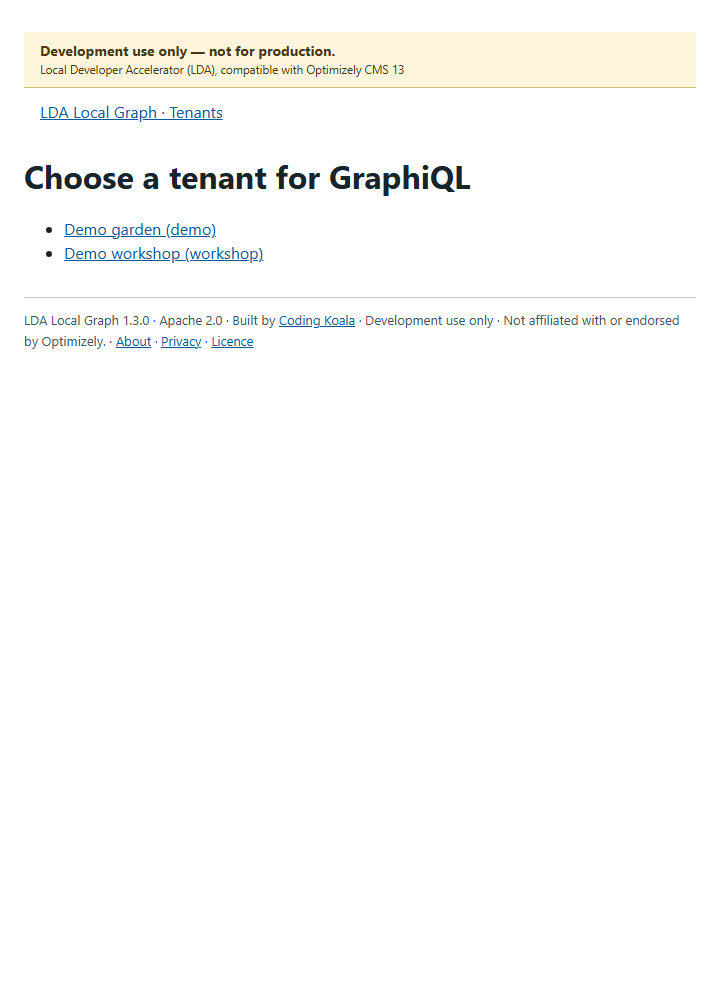 Development use only — not for production.
Local Developer Accelerator (LDA), compatible with Optimizely CMS 13
LDA Local Graph · Tenants
Choose a tenant for GraphiQL
Demo garden (demo)
Demo workshop (workshop)
LDA Local Graph 1.3.0 · Apache 2.0 · Built by Coding Koala · Development use only · Not affiliated with or endorsed
by Optimizely. · About · Privacy · Licence